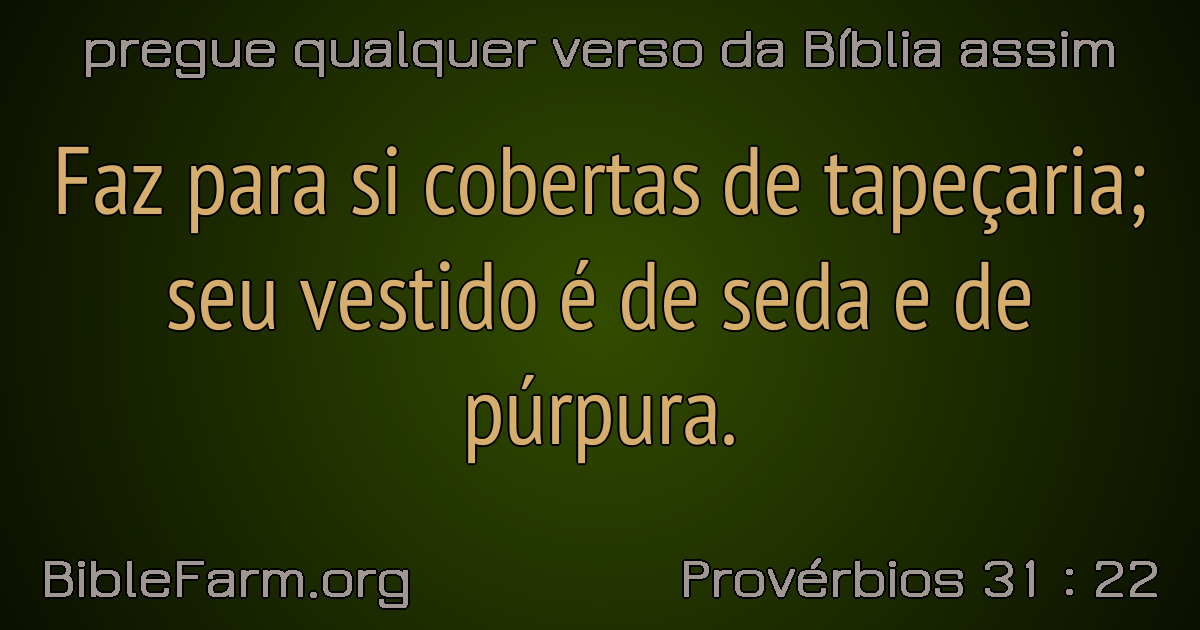 pregue qualquer verso da Bíblia assim
Faz para si cobertas de tapeçaria;
seu vestido é de seda e de
púrpura.
BibleFarm.org
Provérbios 31 : 22